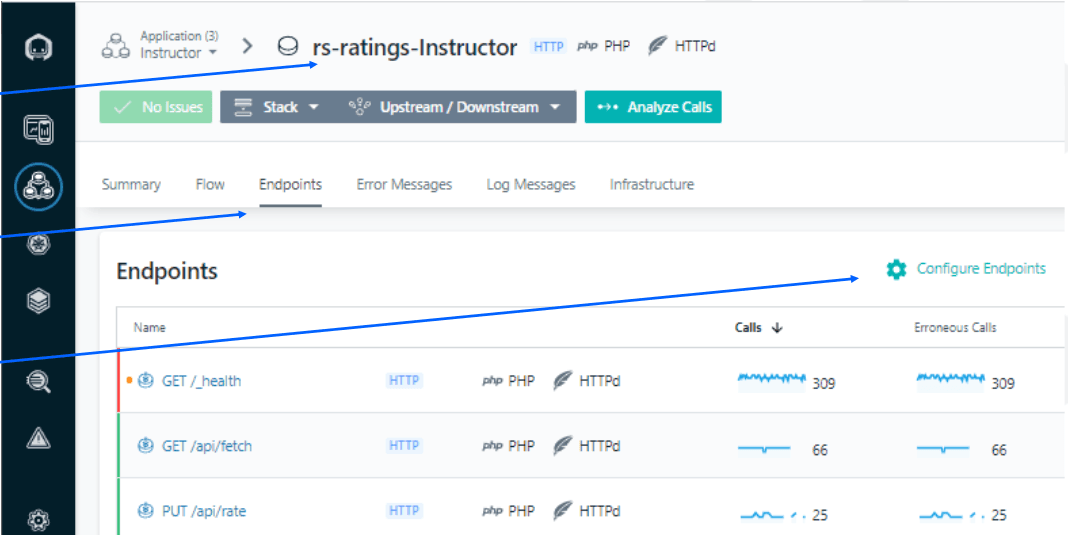 Application (3)
Instructor
rs-ratings-Instructor HTTP php PHP HTTPd
No Issues Stack Upstream / Downstream Analyze Calls
Summary Flow Endpoints Error Messages Log Messages Infrastructure
Endpoints Configure Endpoints
Name Calls Erroneous Calls
GET /_health HTTP php PHP HTTPd 309 309
GET /api/fetch HTTP php PHP HTTPd 66 66
PUT /api/rate HTTP php PHP HTTPd 25 25